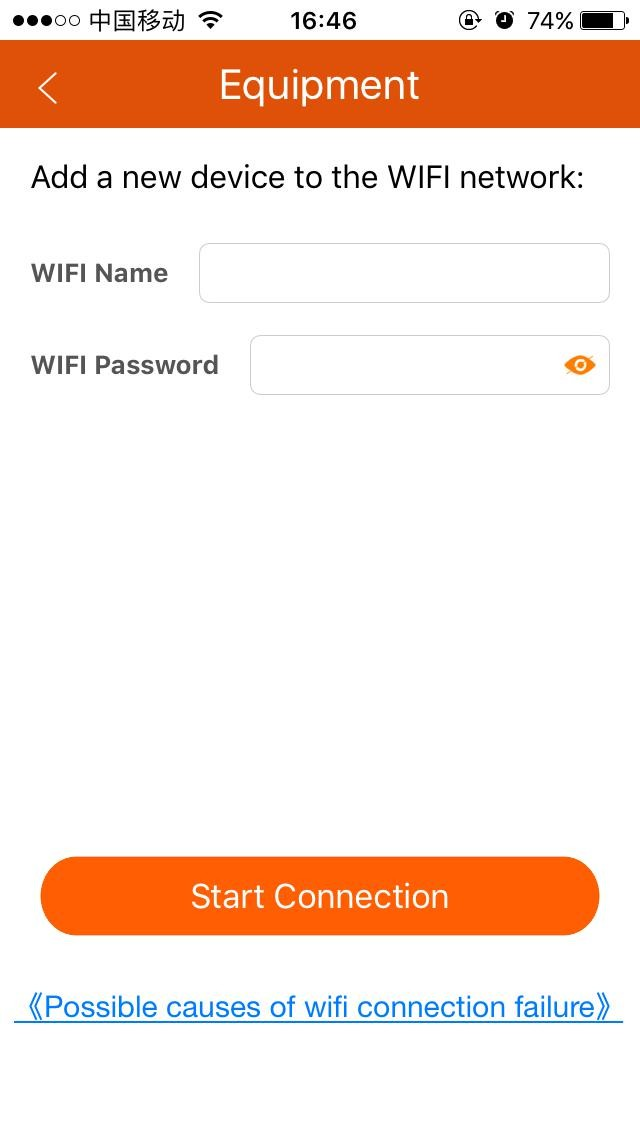 中国移动 16:46 74%
Equipment
Add a new device to the WIFI network:
WIFI Name
WIFI Password
Start Connection
《Possible causes of wifi connection failure》